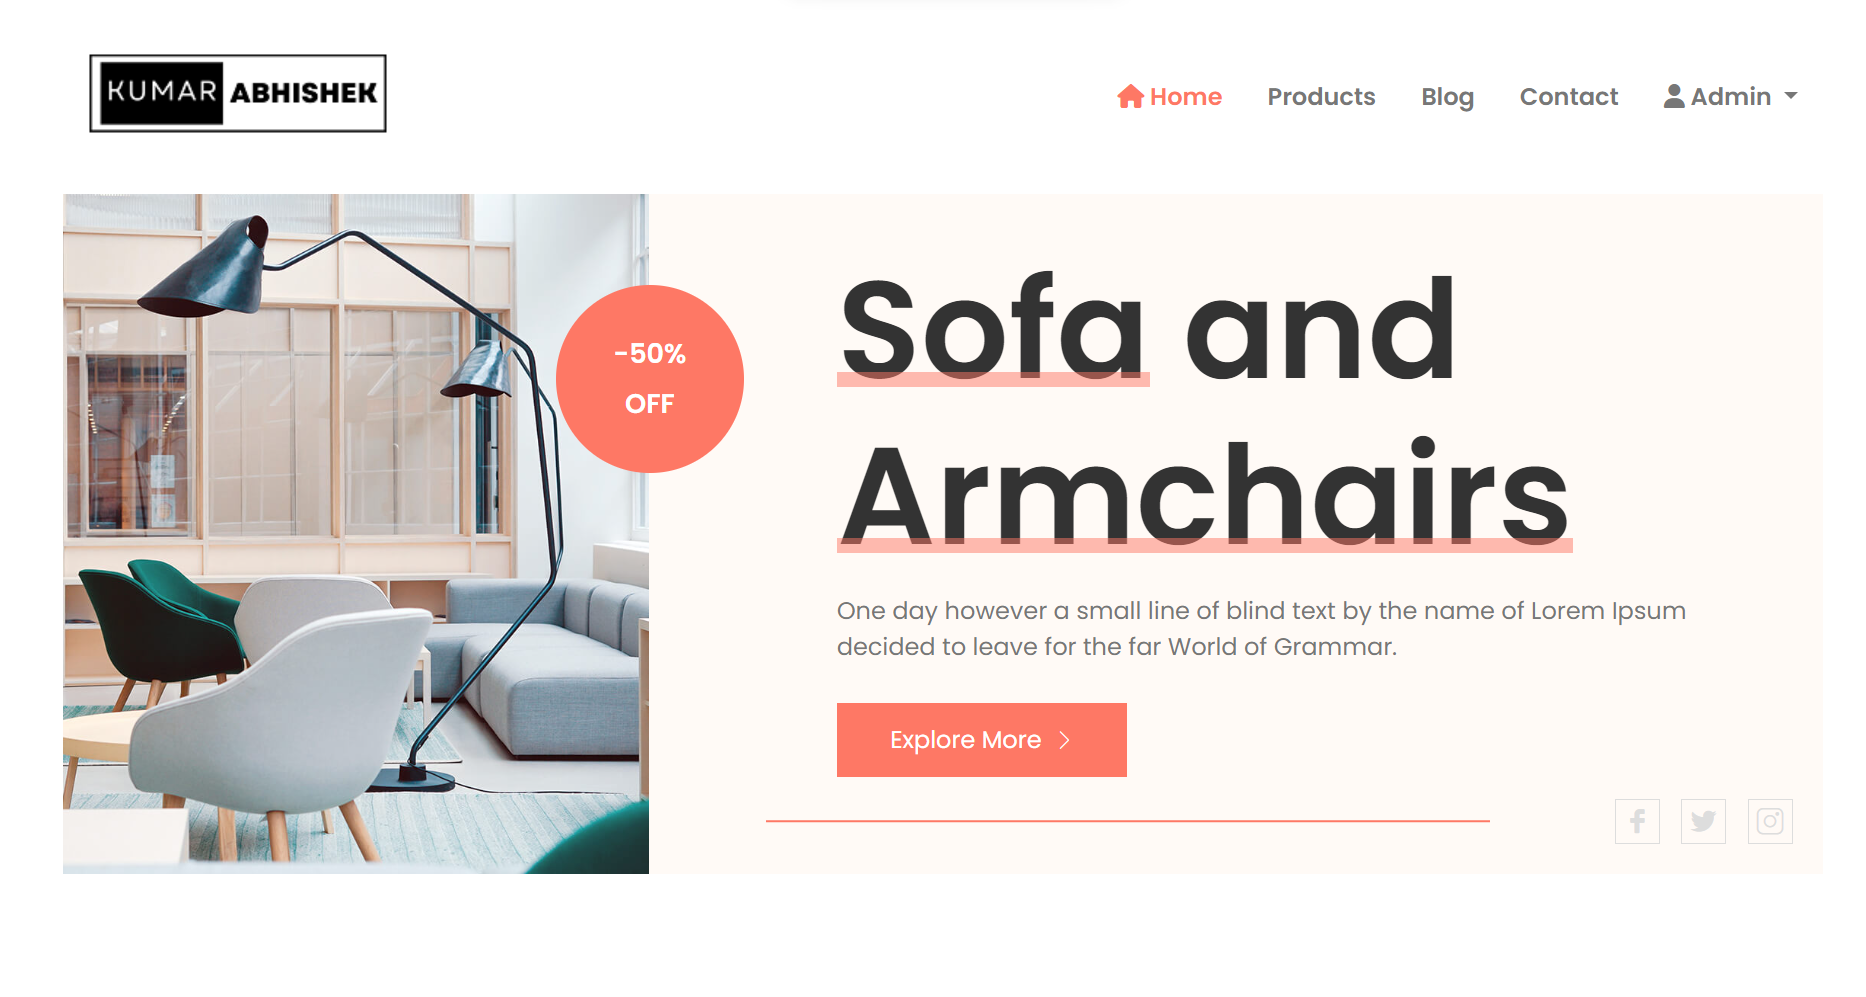 KUMAR ABHISHEK
Home Products Blog Contact Admin
-50%
OFF
Sofa and
Armchairs
One day however a small line of blind text by the name of Lorem Ipsum
decided to leave for the far World of Grammar.
Explore More